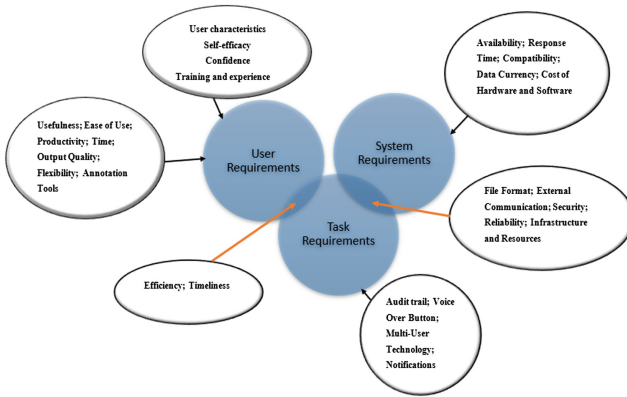 User characteristics
Self-efficacy
Confidence
Training and experience
Availability; Response
Time; Compatibility;
Data Currency; Cost of
Hardware and Software
Usefulness; Ease of Use;
Productivity; Time;
Output Quality;
Flexibility; Annotation
Tools
User
Requirements
System
Requirements
File Format; External
Communication; Security;
Reliability; Infrastructure
and Resources
Task
Requirements
Efficiency; Timeliness
Audit trail; Voice
Over Button;
Multi-User
Technology;
Notifications